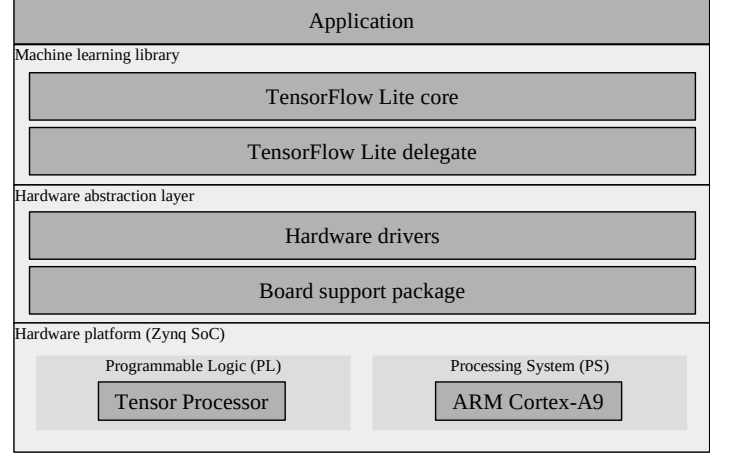 Application
Machine learning library
TensorFlow Lite core
TensorFlow Lite delegate
Hardware abstraction layer
Hardware drivers
Board support package
Hardware platform (Zynq SoC)
Programmable Logic (PL)
Tensor Processor
Processing System (PS)
ARM Cortex-A9